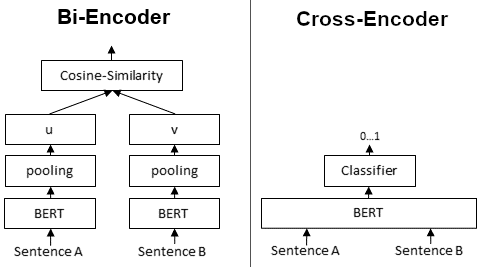 Bi-Encoder
Cosine-Similarity
u
v
pooling
pooling
BERT
BERT
Sentence A
Sentence B
Cross-Encoder
0...1
Classifier
BERT
Sentence A
Sentence B